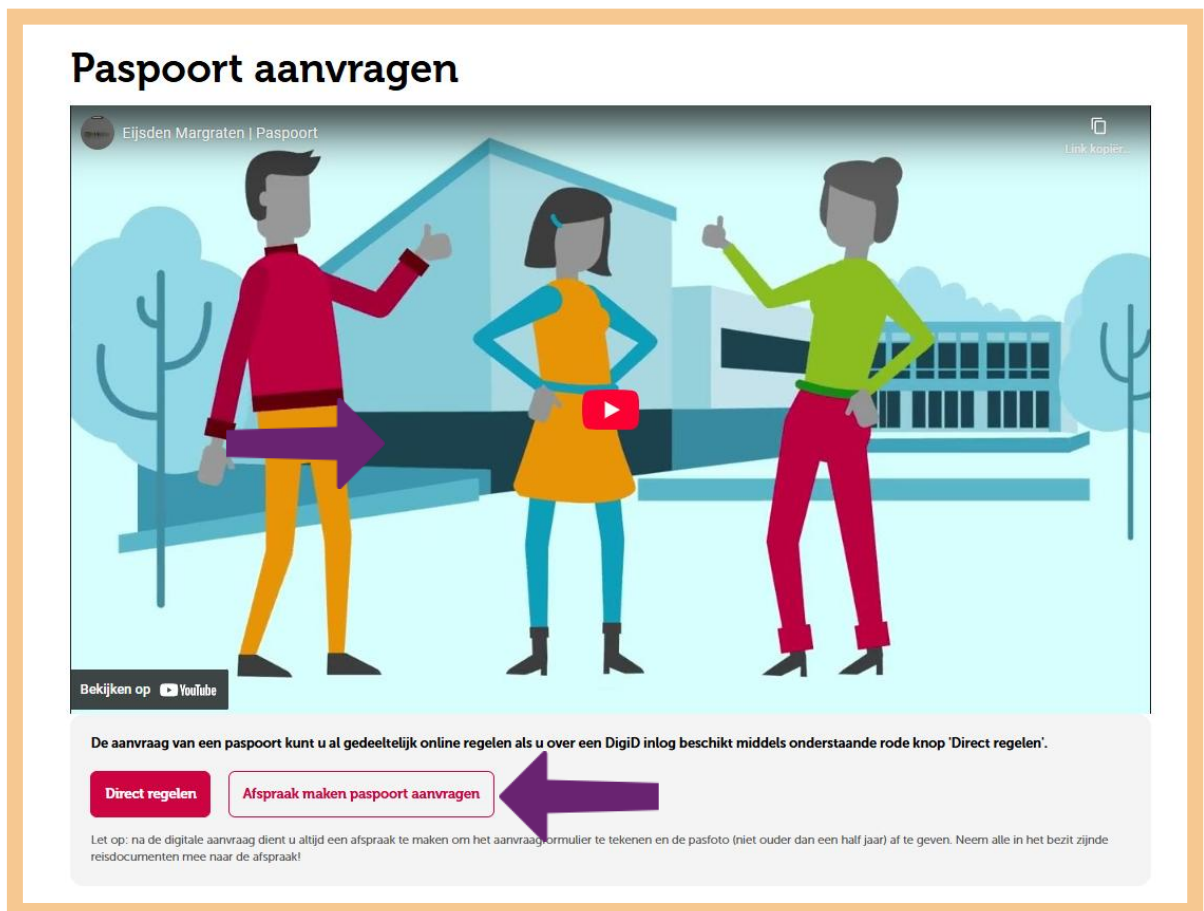 Paspoort aanvragen
Eijsden Margraten | Paspoort
Link kopiër...
Bekijken op YouTube
De aanvraag van een paspoort kunt u al gedeeltelijk online regelen als u over een DigiD inlog beschikt middels onderstaande rode knop 'Direct regelen'.
Direct regelen
Afspraak maken paspoort aanvragen
Let op: na de digitale aanvraag dient u altijd een afspraak te maken om het aanvraagformulier te tekenen en de pasfoto (niet ouder dan een half jaar) af te geven. Neem alle in het bezit zijnde
reisdocumenten mee naar de afspraak!